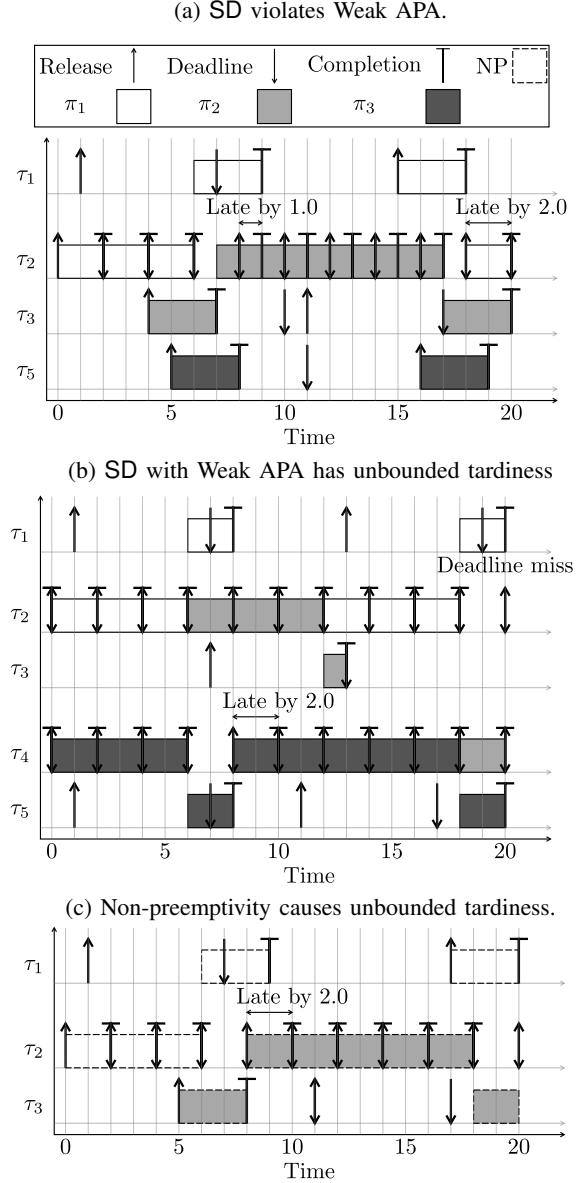 (a) SD violates Weak APA.
Release Deadline Completion NP
π₁ π₂ π₃
τ₁
Late by 1.0 Late by 2.0
τ₂
τ₃
τ₅
0 5 10 15 20
Time
(b) SD with Weak APA has unbounded tardiness
τ₁
Deadline miss
τ₂
τ₃
Late by 2.0
τ₄
τ₅
0 5 10 15 20
Time
(c) Non-preemptivity causes unbounded tardiness.
τ₁
Late by 2.0
τ₂
τ₃
0 5 10 15 20
Time